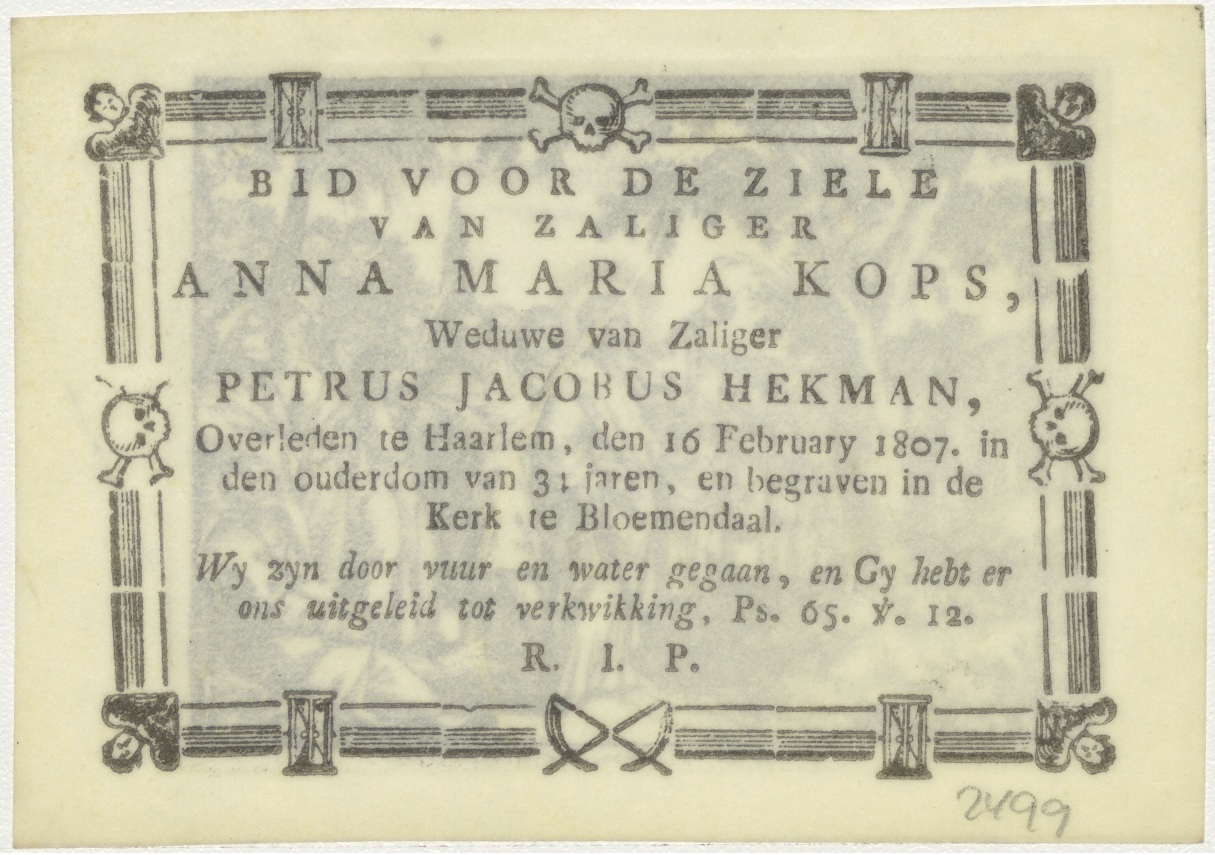 BID VOOR DE ZIELE
VAN ZALIGER
ANNA MARIA KOPS,
Weduwe van Zaliger
PETRUS JACOBUS HEKMAN,
Overleden te Haarlem, den 16 February 1807. in
den ouderdom van 31 jaren, en begraven in de
Kerk te Bloemendaal.
Wy zyn door vuur en water gegaan, en Gy hebt er
ons uitgeleid tot verkwikking, Ps. 65. ℣. 12.
R. I. P.
2499